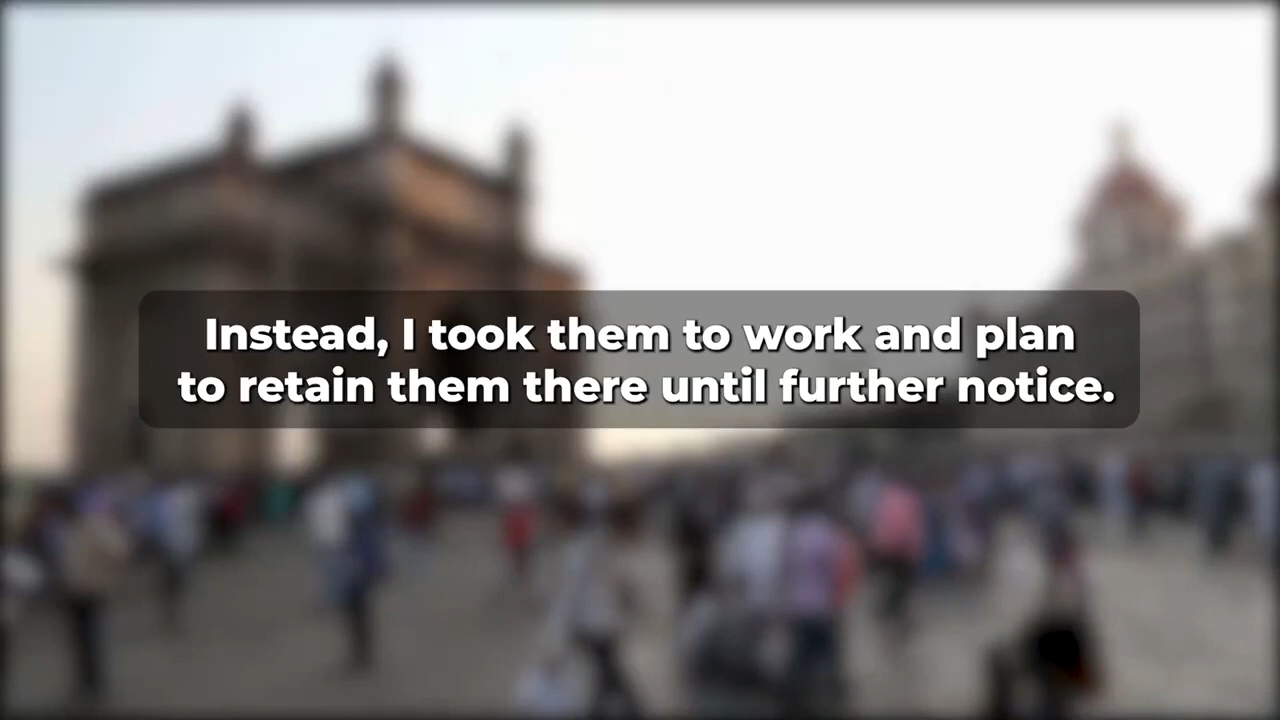 Instead, I took them to work and plan
to retain them there until further notice.